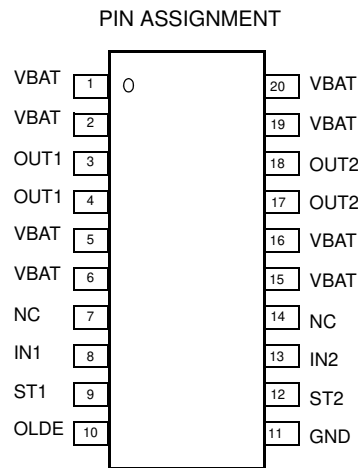 PIN ASSIGNMENT
VBAT 1 20 VBAT
VBAT 2 19 VBAT
OUT1 3 18 OUT2
OUT1 4 17 OUT2
VBAT 5 16 VBAT
VBAT 6 15 VBAT
NC 7 14 NC
IN1 8 13 IN2
ST1 9 12 ST2
OLDE 10 11 GND